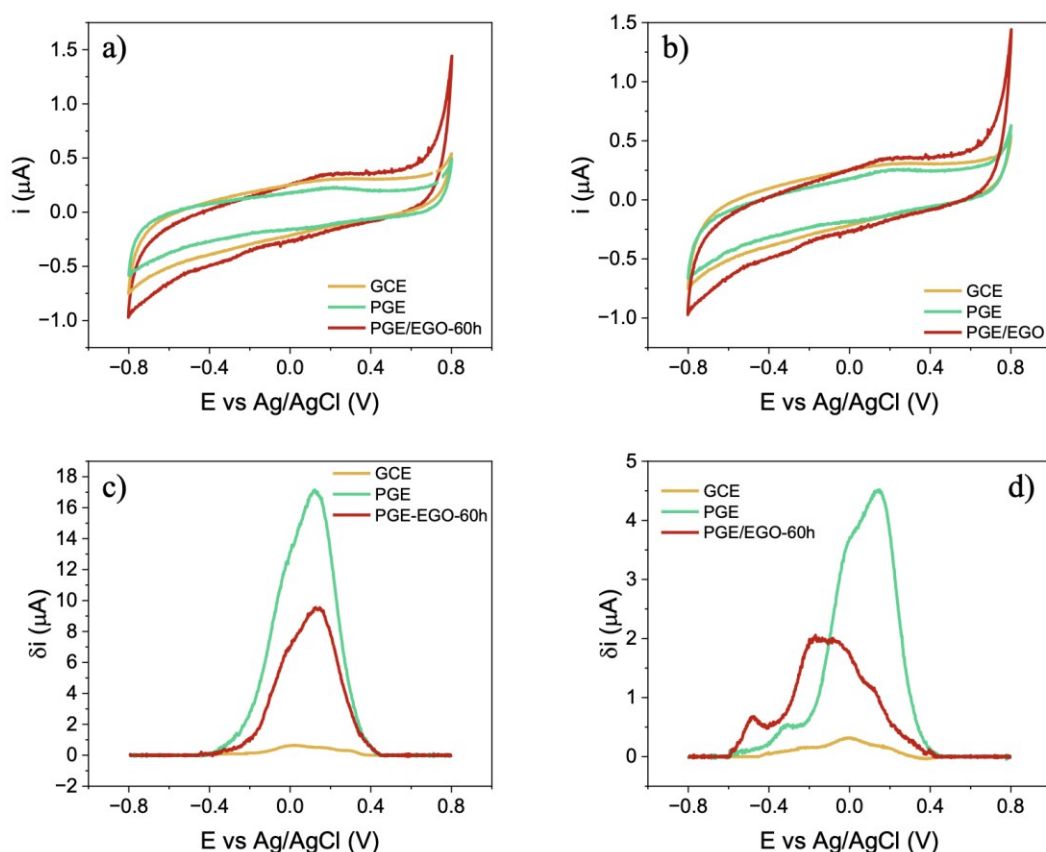 a)
1.5
1.0
0.5
0.0
−0.5
−1.0
i (μA)
GCE
PGE
PGE/EGO-60h
−0.8 −0.4 0.0 0.4 0.8
E vs Ag/AgCl (V)
b)
1.5
1.0
0.5
0.0
−0.5
−1.0
i (μA)
GCE
PGE
PGE/EGO
−0.8 −0.4 0.0 0.4 0.8
E vs Ag/AgCl (V)
c)
18
16
14
12
10
8
6
4
2
0
−2
δi (μA)
GCE
PGE
PGE-EGO-60h
−0.8 −0.4 0.0 0.4 0.8
E vs Ag/AgCl (V)
d)
5
4
3
2
1
0
δi (μA)
GCE
PGE
PGE/EGO-60h
−0.8 −0.4 0.0 0.4 0.8
E vs Ag/AgCl (V)